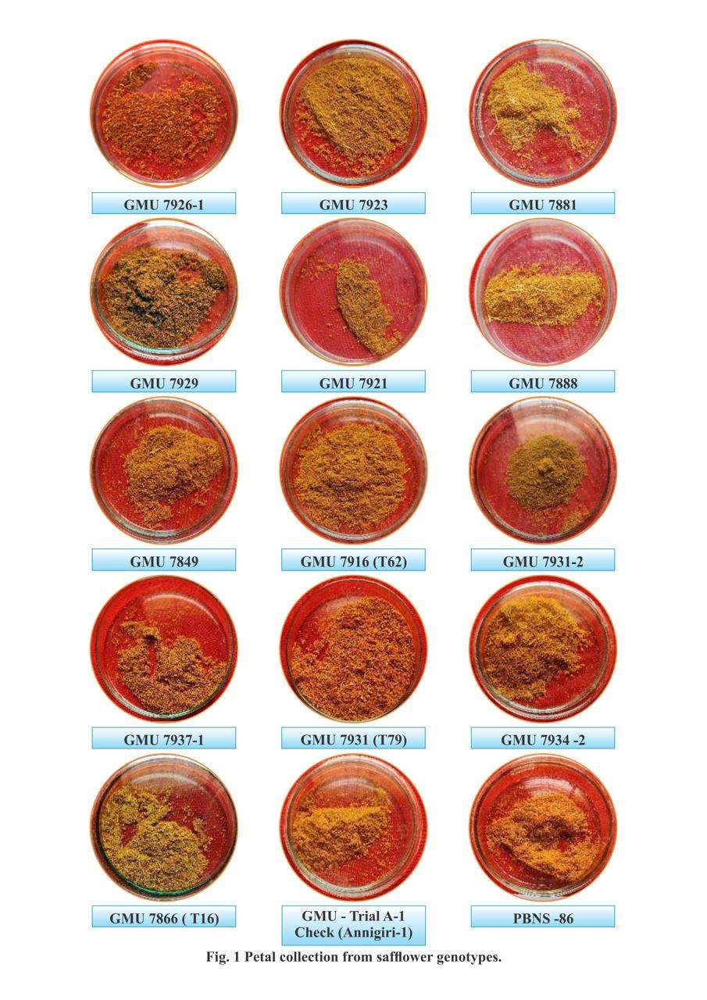 GMU 7926-1
GMU 7923
GMU 7881
GMU 7929
GMU 7921
GMU 7888
GMU 7849
GMU 7916 (T62)
GMU 7931-2
GMU 7937-1
GMU 7931 (T79)
GMU 7934 -2
GMU 7866 ( T16)
GMU - Trial A-1
Check (Annigiri-1)
PBNS -86
Fig. 1 Petal collection from safflower genotypes.